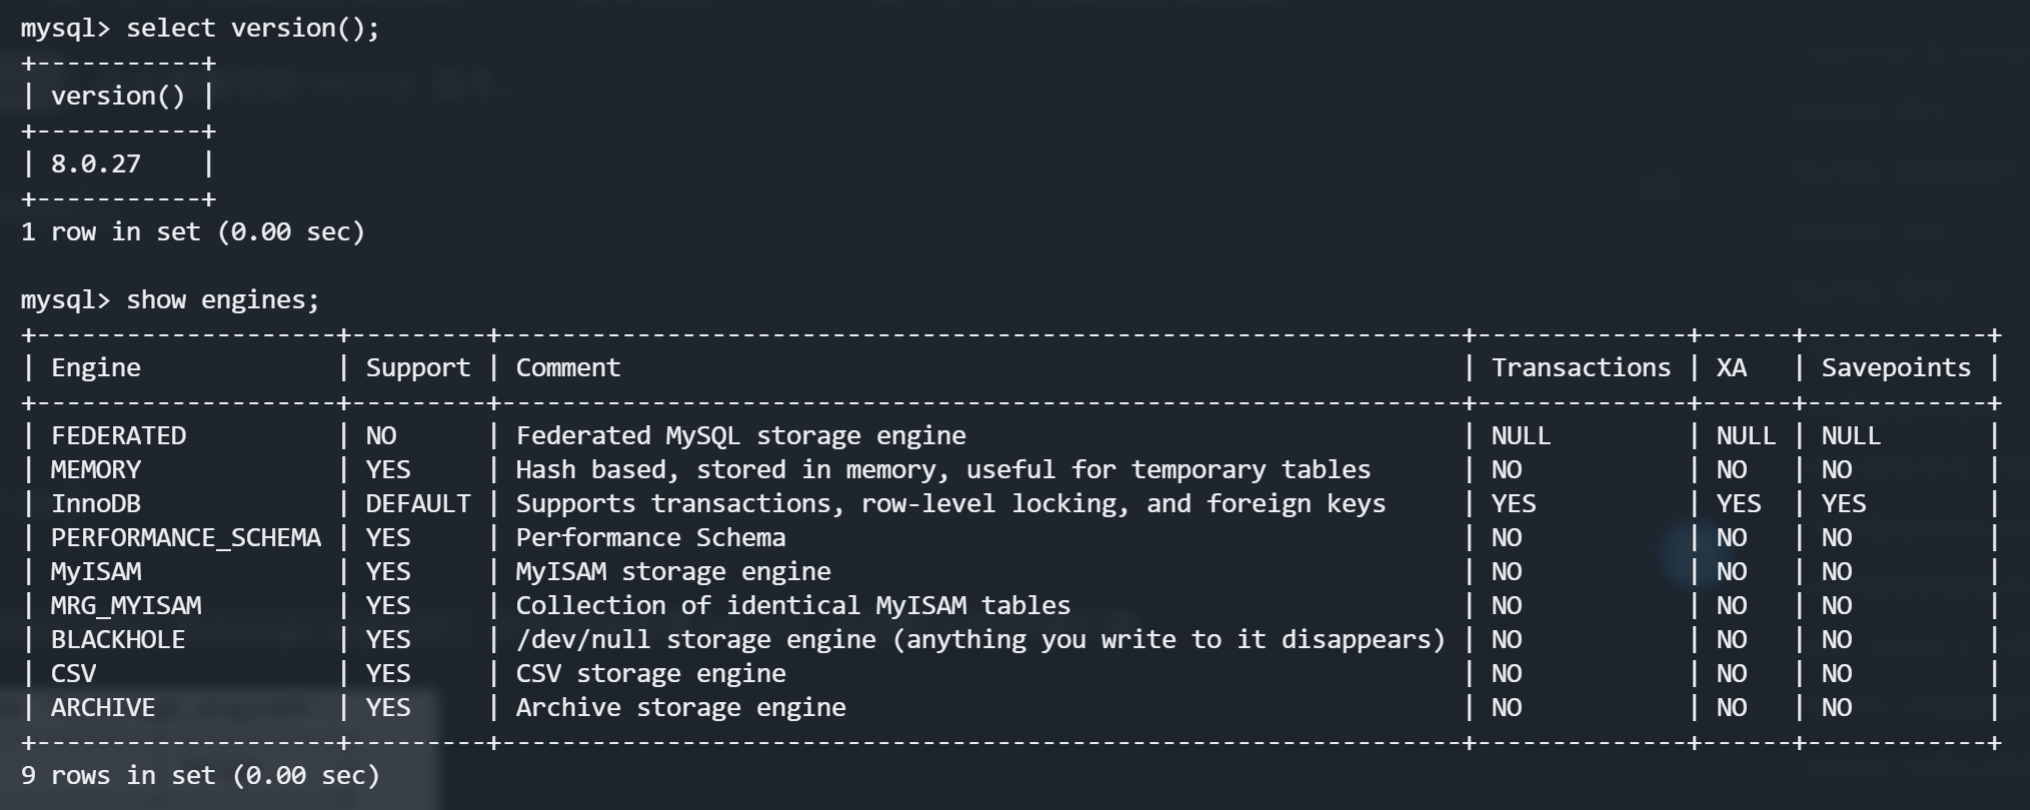 mysql> select version();
+-----------+
| version() |
+-----------+
| 8.0.27    |
+-----------+
1 row in set (0.00 sec)

mysql> show engines;
+--------------------+---------+----------------------------------------------------------------+--------------+------+------------+
| Engine             | Support | Comment                                                        | Transactions | XA   | Savepoints |
+--------------------+---------+----------------------------------------------------------------+--------------+------+------------+
| FEDERATED          | NO      | Federated MySQL storage engine                                 | NULL         | NULL | NULL       |
| MEMORY             | YES     | Hash based, stored in memory, useful for temporary tables      | NO           | NO   | NO         |
| InnoDB             | DEFAULT | Supports transactions, row-level locking, and foreign keys     | YES          | YES  | YES        |
| PERFORMANCE_SCHEMA | YES     | Performance Schema                                             | NO           | NO   | NO         |
| MyISAM             | YES     | MyISAM storage engine                                          | NO           | NO   | NO         |
| MRG_MYISAM         | YES     | Collection of identical MyISAM tables                          | NO           | NO   | NO         |
| BLACKHOLE          | YES     | /dev/null storage engine (anything you write to it disappears) | NO           | NO   | NO         |
| CSV                | YES     | CSV storage engine                                             | NO           | NO   | NO         |
| ARCHIVE            | YES     | Archive storage engine                                         | NO           | NO   | NO         |
+--------------------+---------+----------------------------------------------------------------+--------------+------+------------+
9 rows in set (0.00 sec)